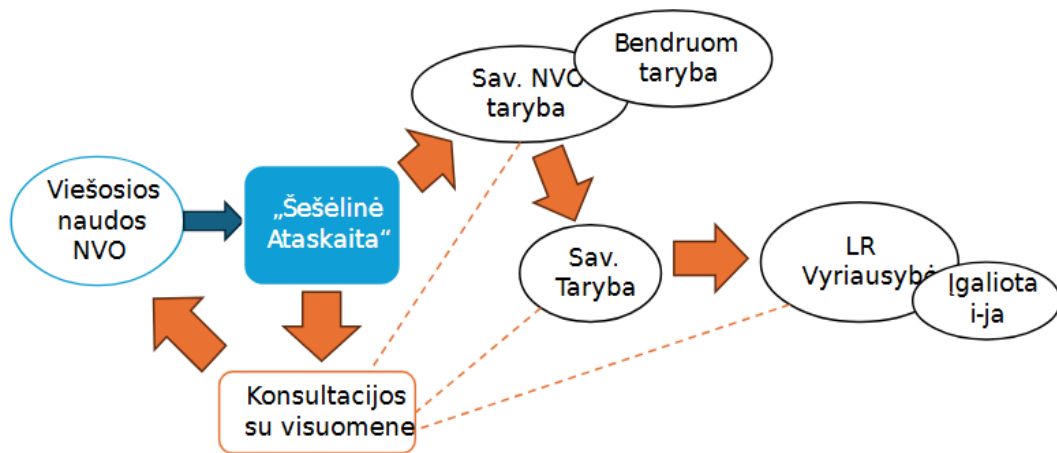 Bendruom
taryba
Sav. NVO
taryba
Viešosios
naudos
NVO
„Šešėlinė
Ataskaita“
Sav.
Taryba
LR
Vyriausybė
Įgaliota
i-ja
Konsultacijos
su visuomene